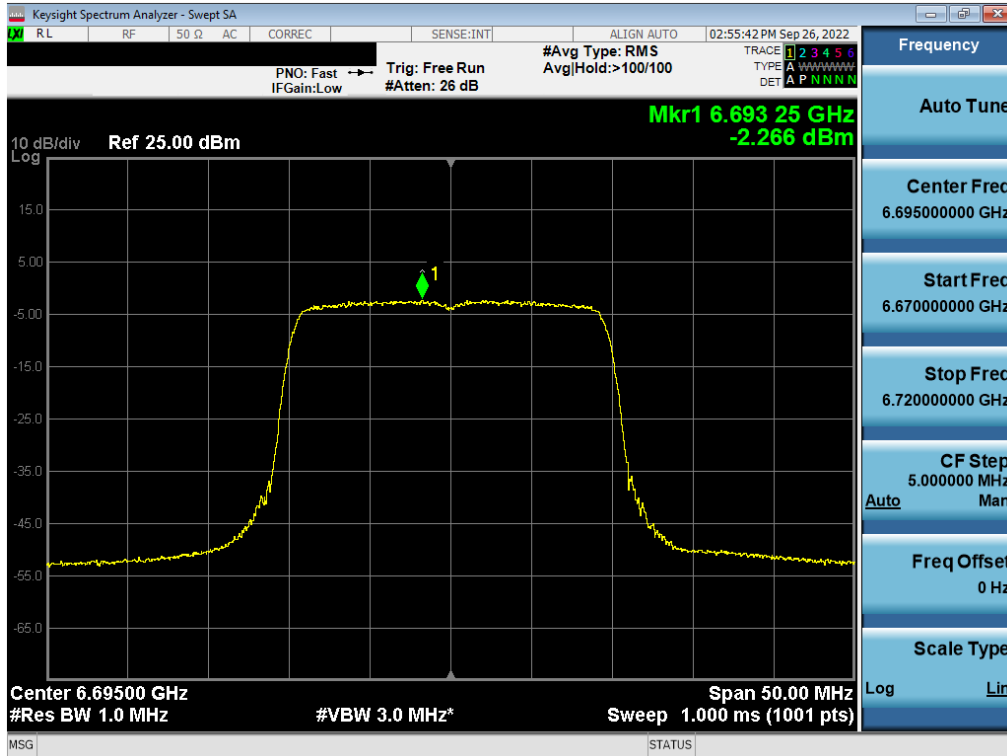 Keysight Spectrum Analyzer - Swept SA
LXI RL RF 50 Ω AC CORREC SENSE:INT ALIGN AUTO 02:55:42 PM Sep 26, 2022
PNO: Fast
IFGain:Low
Trig: Free Run
#Atten: 26 dB
#Avg Type: RMS
Avg|Hold:>100/100
TRACE 1 2 3 4 5 6
TYPE A WWWWW
DET A P N N N N
Mkr1 6.693 25 GHz
-2.266 dBm
10 dB/div
Log
Ref 25.00 dBm
15.0
5.00
-5.00
-15.0
-25.0
-35.0
-45.0
-55.0
-65.0
1
Center 6.69500 GHz
Span 50.00 MHz
#Res BW 1.0 MHz
#VBW 3.0 MHz*
Sweep 1.000 ms (1001 pts)
MSG
STATUS
Frequency
Auto Tune
Center Freq
6.695000000 GHz
Start Freq
6.670000000 GHz
Stop Freq
6.720000000 GHz
CF Step
5.000000 MHz
Auto Man
Freq Offset
0 Hz
Scale Type
Log Lin